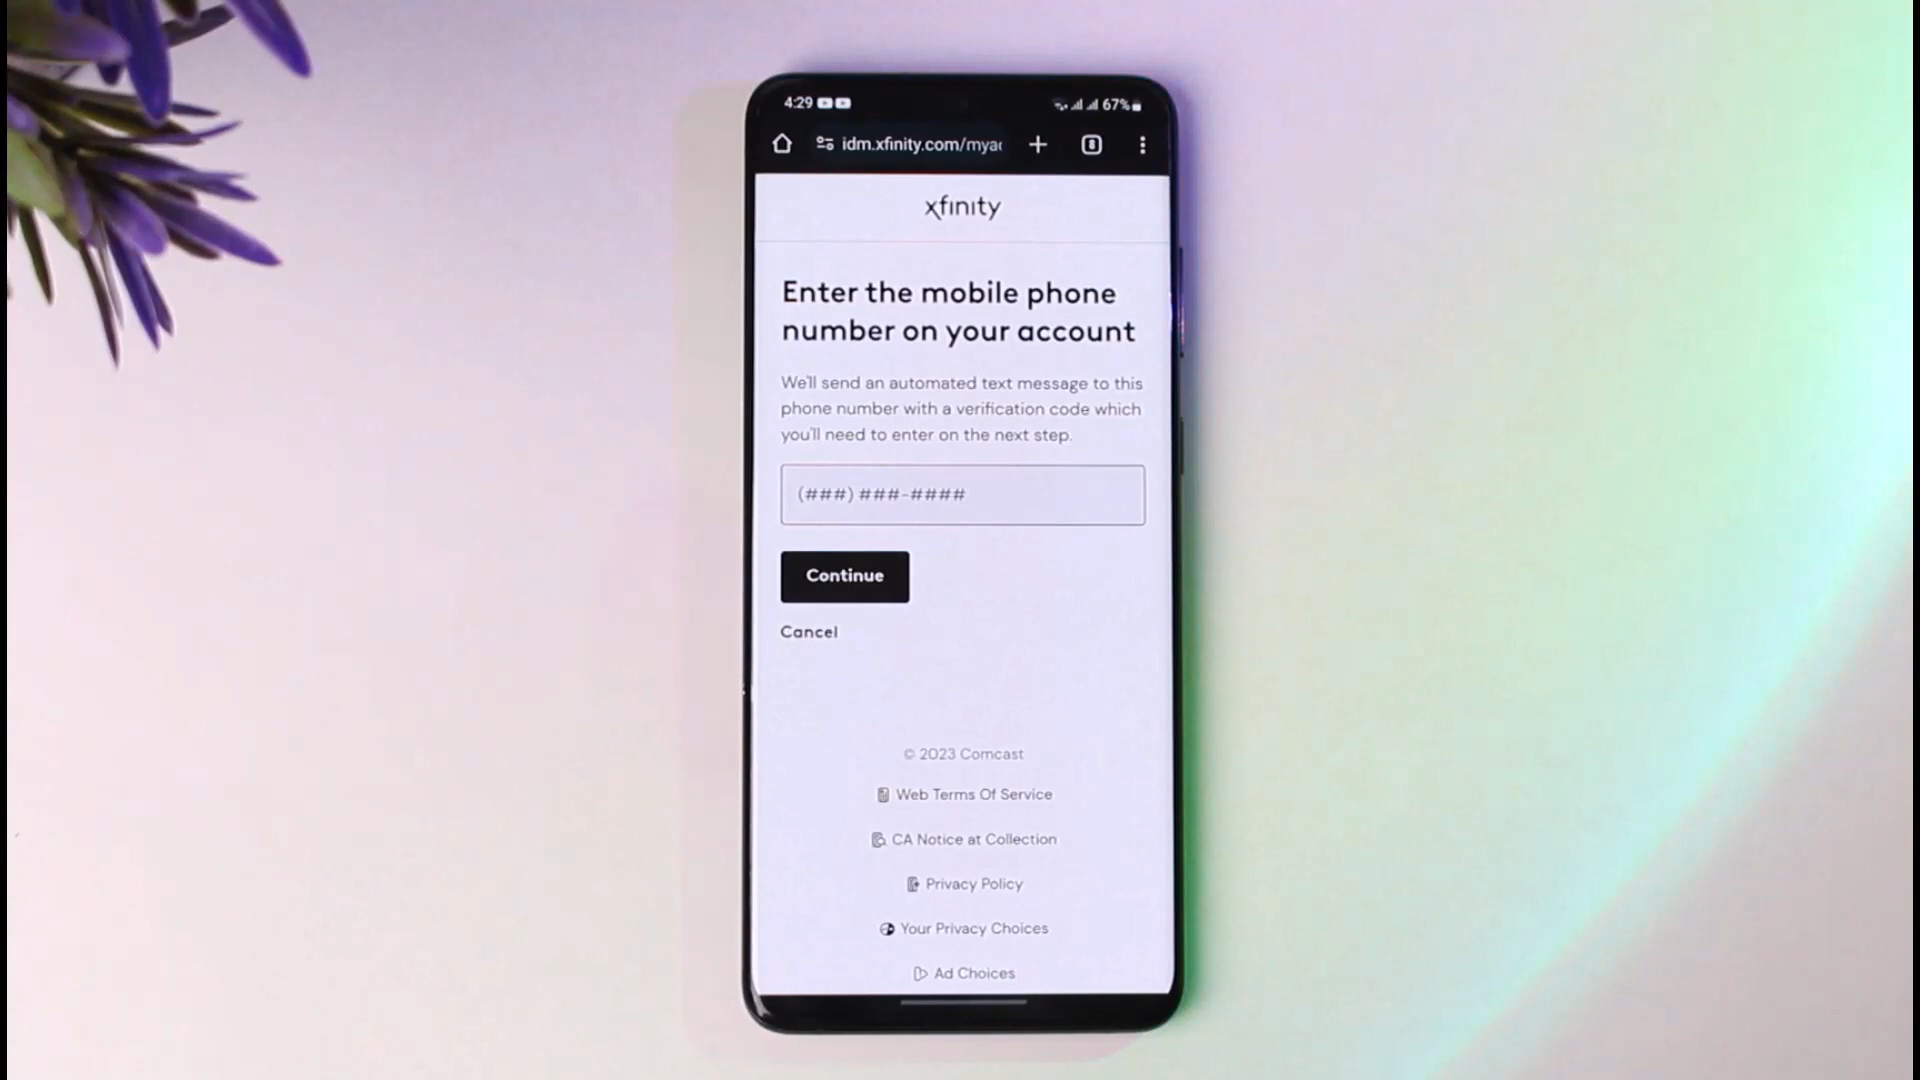 4:29
67%
idm.xfinity.com/mya
8
xfinity
Enter the mobile phone
number on your account
We'll send an automated text message to this
phone number with a verification code which
you'll need to enter on the next step.
(###) ###-####
Continue
Cancel
© 2023 Comcast
Web Terms Of Service
CA Notice at Collection
Privacy Policy
Your Privacy Choices
Ad Choices